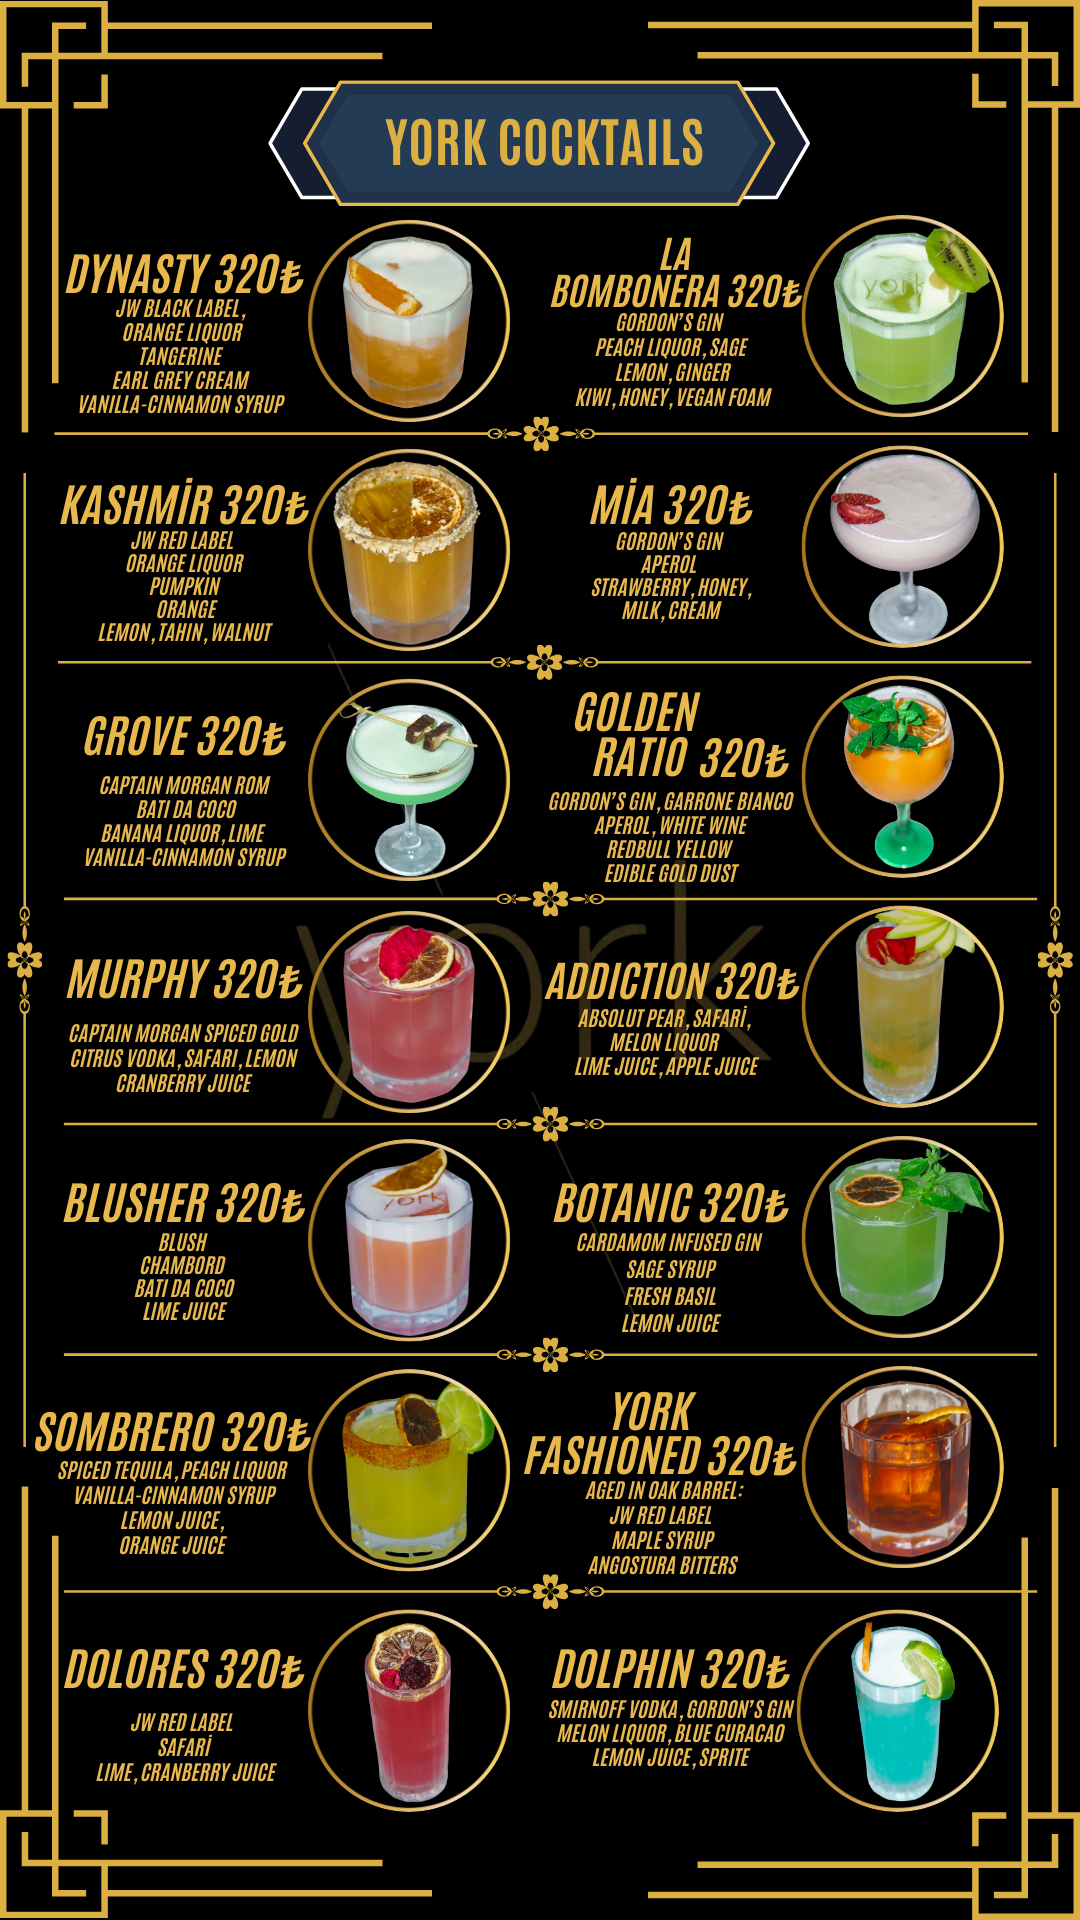 YORK COCKTAILS
DYNASTY 320₺
JW BLACK LABEL,
ORANGE LIQUOR
TANGERINE
EARL GREY CREAM
VANILLA-CINNAMON SYRUP
LA
BOMBONERA 320₺
GORDON'S GIN
PEACH LIQUOR, SAGE
LEMON, GINGER
KIWI, HONEY, VEGAN FOAM
york
KASHMİR 320₺
JW RED LABEL
ORANGE LIQUOR
PUMPKIN
ORANGE
LEMON, TAHIN, WALNUT
MİA 320₺
GORDON'S GIN
APEROL
STRAWBERRY, HONEY,
MILK, CREAM
GROVE 320₺
CAPTAIN MORGAN ROM
BATI DA COCO
BANANA LIQUOR, LIME
VANILLA-CINNAMON SYRUP
GOLDEN
RATIO 320₺
GORDON'S GIN, GARRONE BIANCO
APEROL, WHITE WINE
REDBULL YELLOW
EDIBLE GOLD DUST
york
MURPHY 320₺
CAPTAIN MORGAN SPICED GOLD
CITRUS VODKA, SAFARI, LEMON
CRANBERRY JUICE
ADDICTION 320₺
ABSOLUT PEAR, SAFARİ,
MELON LIQUOR
LIME JUICE, APPLE JUICE
BLUSHER 320₺
BLUSH
CHAMBORD
BATI DA COCO
LIME JUICE
york
BOTANIC 320₺
CARDAMOM INFUSED GIN
SAGE SYRUP
FRESH BASIL
LEMON JUICE
SOMBRERO 320₺
SPICED TEQUILA, PEACH LIQUOR
VANILLA-CINNAMON SYRUP
LEMON JUICE,
ORANGE JUICE
YORK
FASHIONED 320₺
AGED IN OAK BARREL:
JW RED LABEL
MAPLE SYRUP
ANGOSTURA BITTERS
DOLORES 320₺
JW RED LABEL
SAFARİ
LIME, CRANBERRY JUICE
DOLPHIN 320₺
SMIRNOFF VODKA, GORDON'S GIN
MELON LIQUOR, BLUE CURACAO
LEMON JUICE, SPRITE